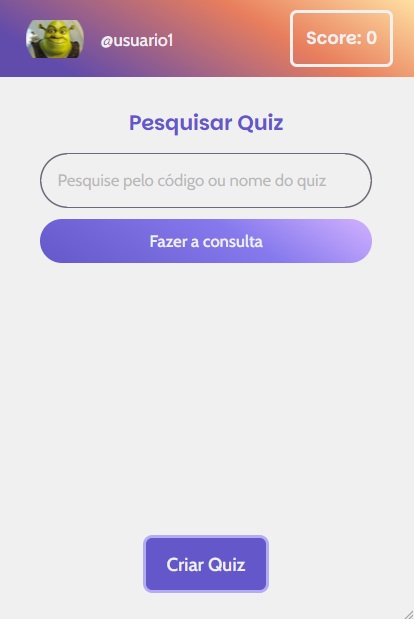 @usuario1
Score: 0
Pesquisar Quiz
Pesquise pelo código ou nome do quiz
Fazer a consulta
Criar Quiz